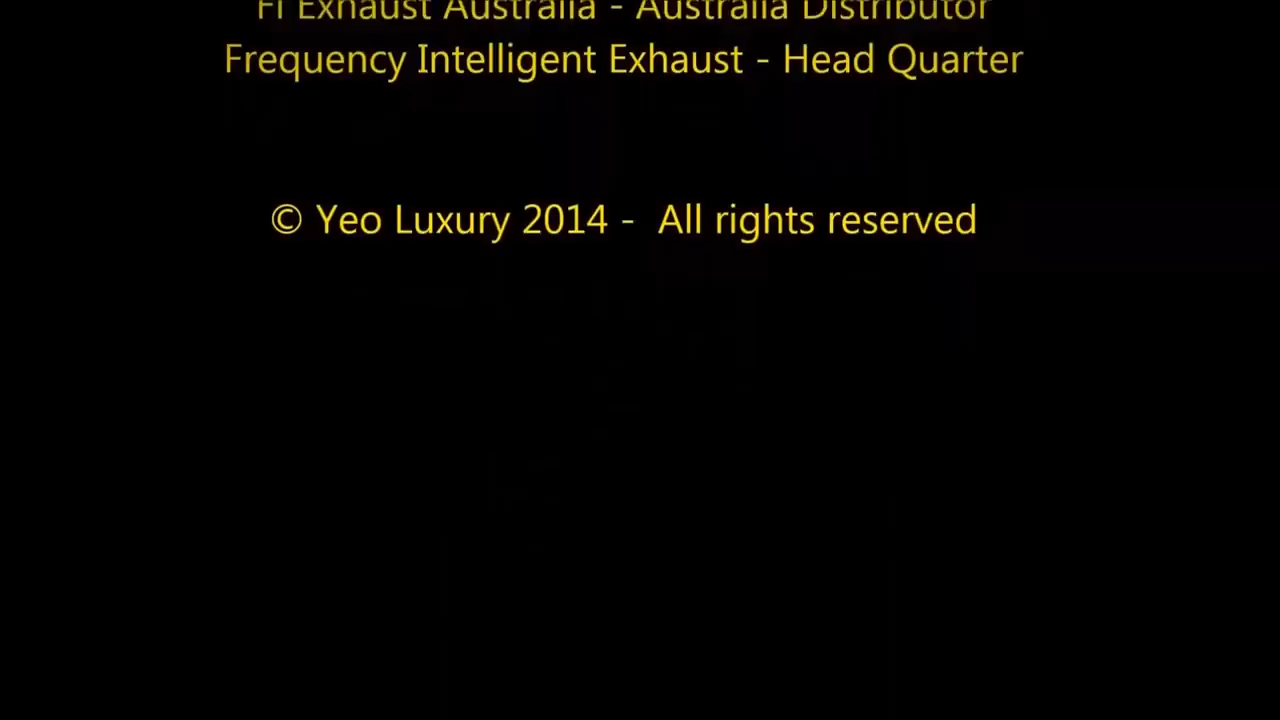 Fi Exhaust Australia - Australia Distributor
Frequency Intelligent Exhaust - Head Quarter
© Yeo Luxury 2014 - All rights reserved